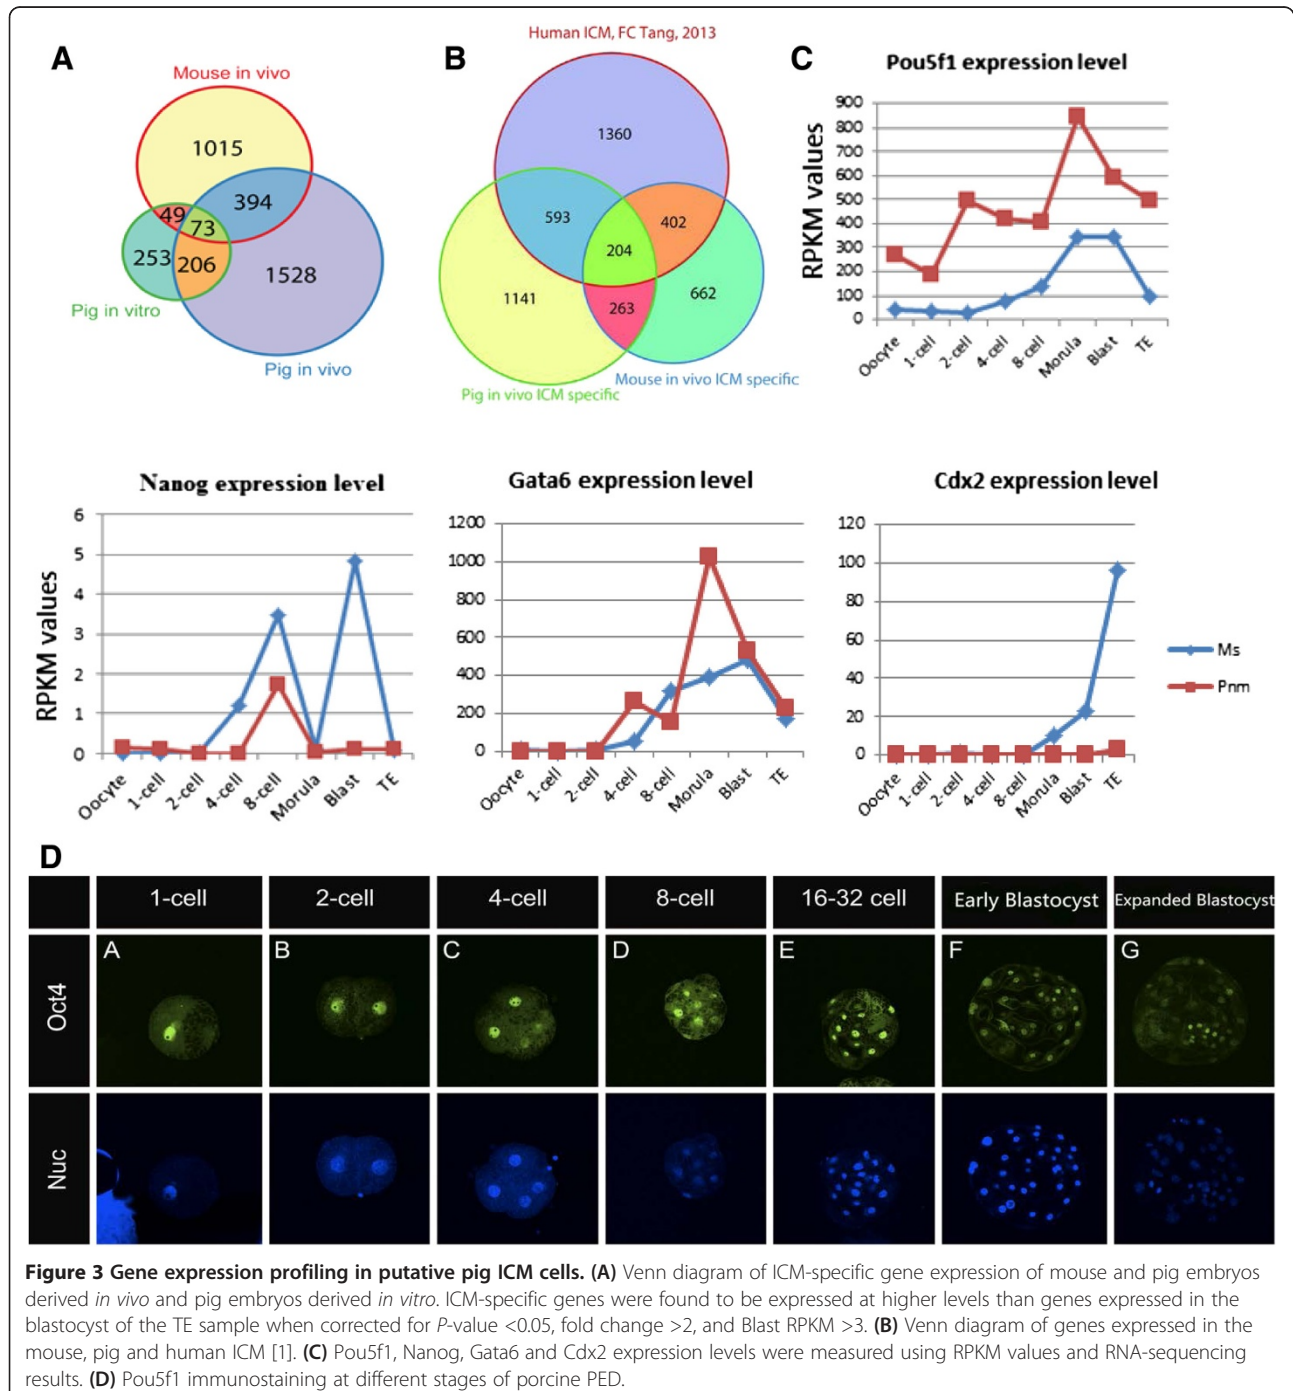 A
Mouse in vivo
1015
394
49
73
253
206
1528
Pig in vitro
Pig in vivo
B
Human ICM, FC Tang, 2013
1360
593
402
204
1141
263
662
Mouse in vivo ICM specific
Pig in vivo ICM specific
C
Pou5f1 expression level
RPKM values
900
800
700
600
500
400
300
200
100
0
Oocyte
1-cell
2-cell
4-cell
8-cell
Morula
Blast
TE
Nanog expression level
RPKM values
6
5
4
3
2
1
0
Oocyte
1-cell
2-cell
4-cell
8-cell
Morula
Blast
TE
Gata6 expression level
1200
1000
800
600
400
200
0
Oocyte
1-cell
2-cell
4-cell
8-cell
Morula
Blast
TE
Cdx2 expression level
120
100
80
60
40
20
0
Oocyte
1-cell
2-cell
4-cell
8-cell
Morula
Blast
TE
Ms
Pnm
D
1-cell
2-cell
4-cell
8-cell
16-32 cell
Early Blastocyst
Expanded Blastocyst
Oct4
A
B
C
D
E
F
G
Nuc
Figure 3 Gene expression profiling in putative pig ICM cells. (A) Venn diagram of ICM-specific gene expression of mouse and pig embryos
derived in vivo and pig embryos derived in vitro. ICM-specific genes were found to be expressed at higher levels than genes expressed in the
blastocyst of the TE sample when corrected for P-value <0.05, fold change >2, and Blast RPKM >3. (B) Venn diagram of genes expressed in the
mouse, pig and human ICM [1]. (C) Pou5f1, Nanog, Gata6 and Cdx2 expression levels were measured using RPKM values and RNA-sequencing
results. (D) Pou5f1 immunostaining at different stages of porcine PED.